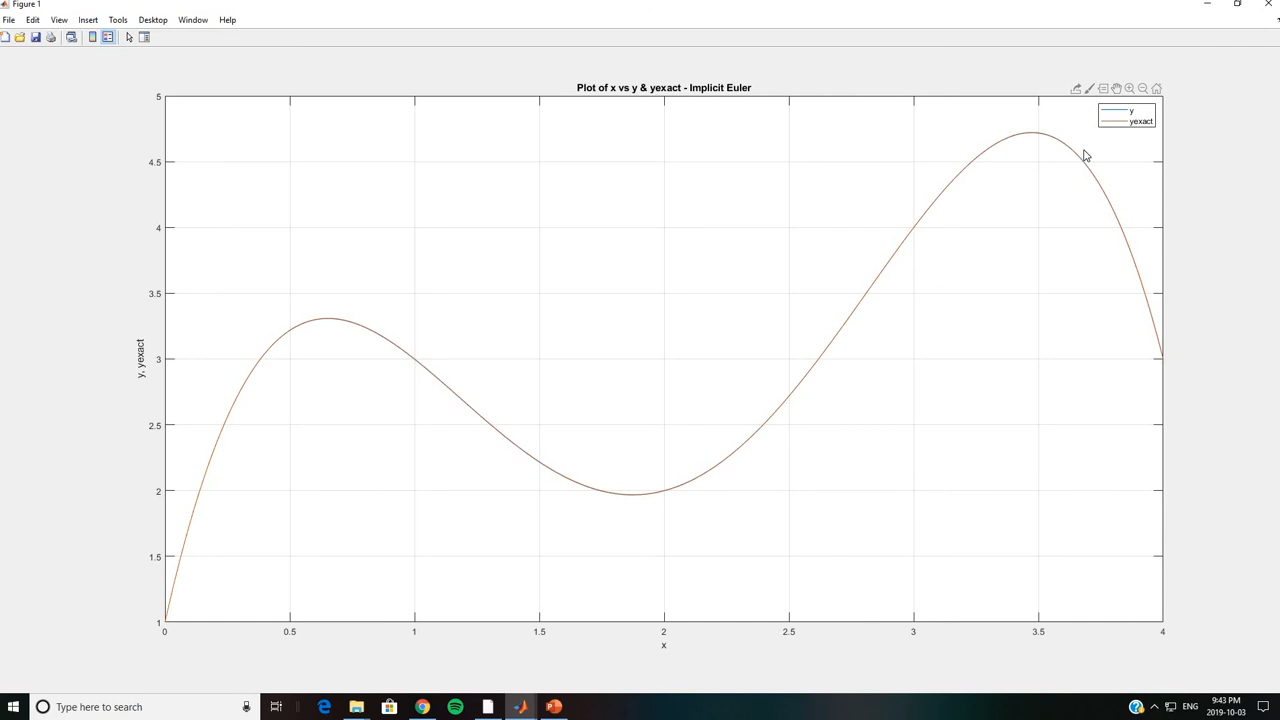 Figure 1
File Edit View Insert Tools Desktop Window Help
Plot of x vs y & yexact - Implicit Euler
y
yexact
5
4.5
4
3.5
3
2.5
2
1.5
1
y, yexact
0 0.5 1 1.5 2 2.5 3 3.5 4
x
Type here to search
ENG
9:43 PM
2019-10-03